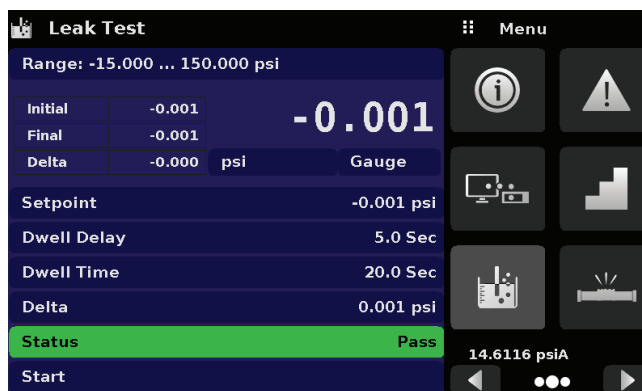 Leak Test
Menu
Range: -15.000 ... 150.000 psi
Initial -0.001
-0.001
Final -0.001
Delta -0.000
psi
Gauge
Setpoint -0.001 psi
Dwell Delay 5.0 Sec
Dwell Time 20.0 Sec
Delta 0.001 psi
Status Pass
Start
14.6116 psiA